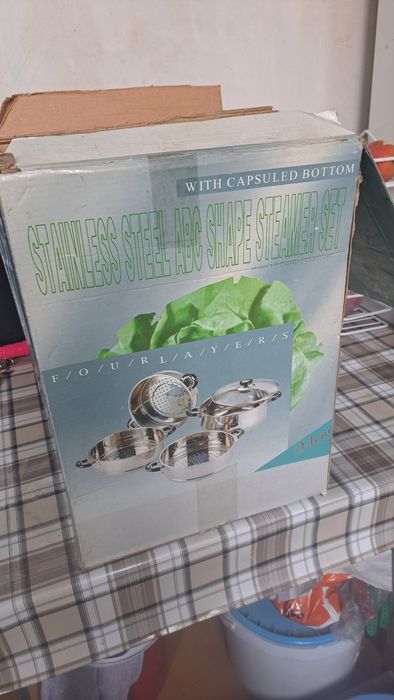 WITH CAPSULED BOTTOM
STAINLESS STEEL ABC SHAPE STEAMER SET
F/O/U/R/L/A/Y/E/R/S